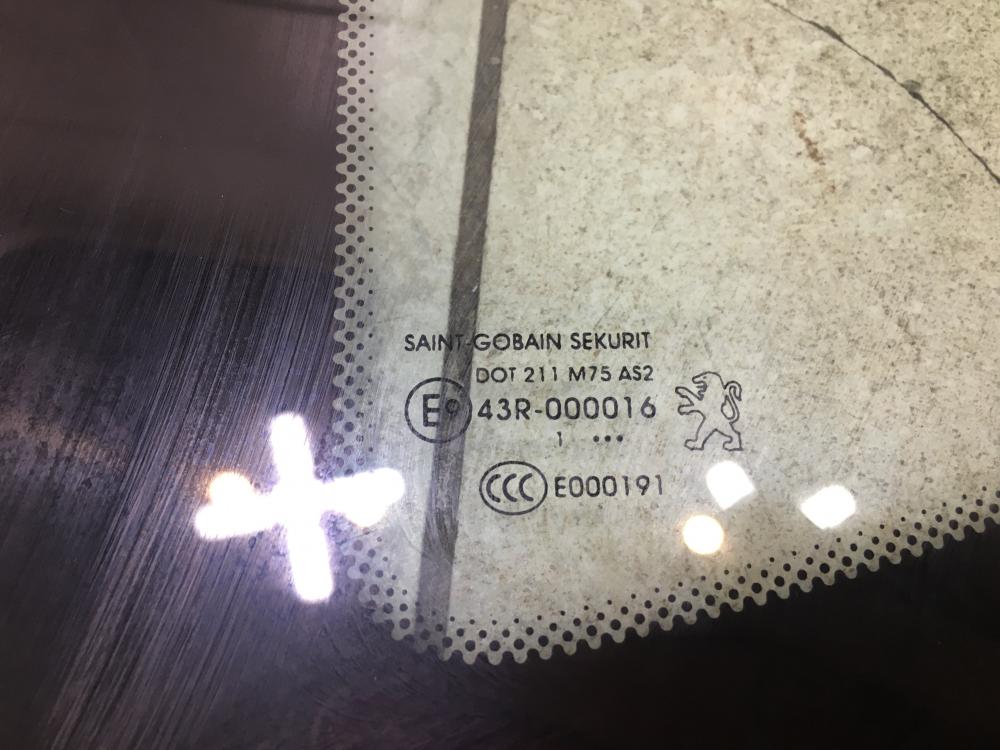 SAINT-GOBAIN SEKURIT
DOT 211 M75 AS2
E9 43R-000016
1 •••
CCC E000191